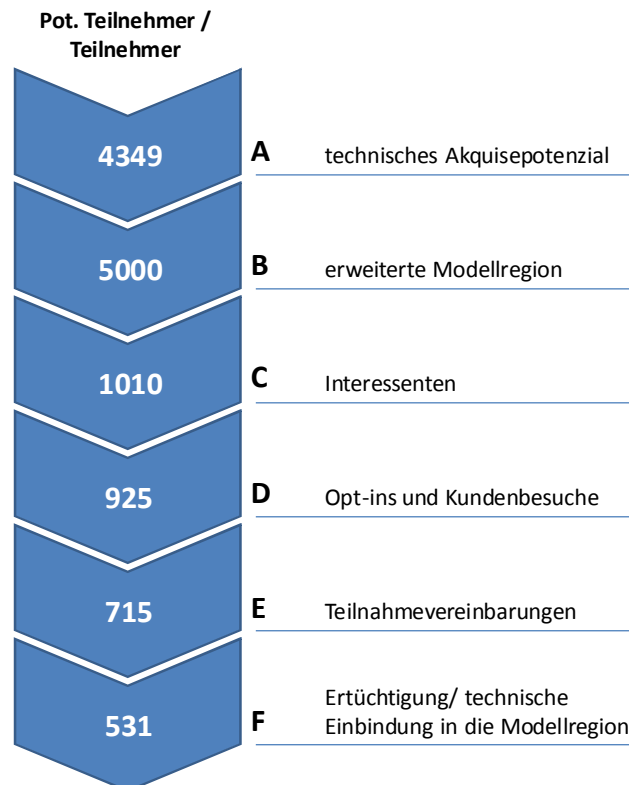 Pot. Teilnehmer /
Teilnehmer
4349 A technisches Akquisepotenzial
5000 B erweiterte Modellregion
1010 C Interessenten
925 D Opt-ins und Kundenbesuche
715 E Teilnahmevereinbarungen
531 F Ertüchtigung/ technische
Einbindung in die Modellregion